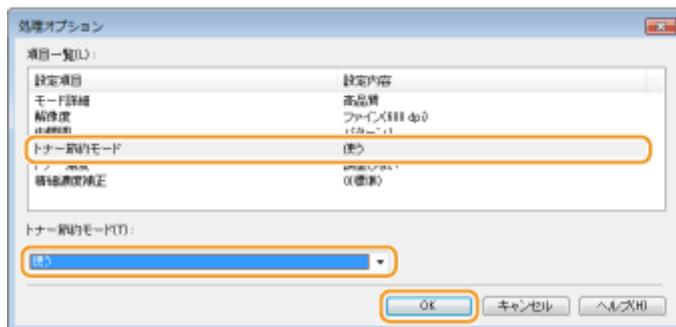 処理オプション
項目一覧(L):
設定項目 設定内容
モード詳細 高品質
解像度 ファイン(600 dpi)
トナー節約モード 使う
精細濃度補正 0(標準)
トナー節約モード(T):
使う
OK キャンセル ヘルプ(H)